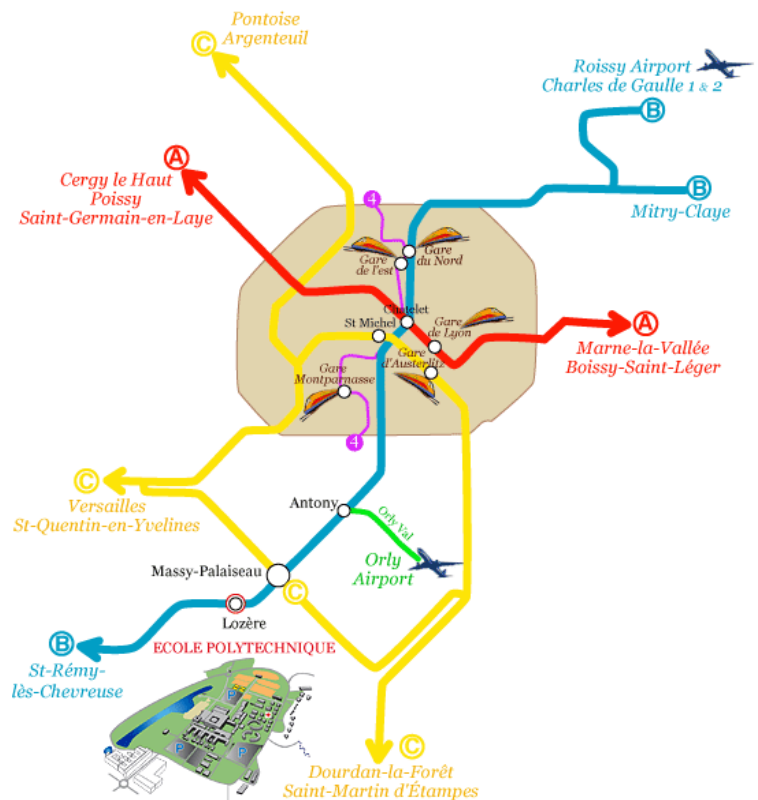 C
Pontoise
Argenteuil
Roissy Airport
Charles de Gaulle 1 & 2
B
A
Cergy le Haut
Poissy
Saint-Germain-en-Laye
B
Mitry-Claye
4
Gare
de l'est
Gare
du Nord
Chatelet
St Michel
Gare
de Lyon
A
Marne-la-Vallée
Boissy-Saint-Léger
Gare
d'Austerlitz
Gare
Montparnasse
4
C
Versailles
St-Quentin-en-Yvelines
Antony
Orly Val
Orly
Airport
Massy-Palaiseau
C
Lozère
ECOLE POLYTECHNIQUE
B
St-Rémy-
lès-Chevreuse
P
P
P
C
Dourdan-la-Forêt
Saint-Martin d'Étampes